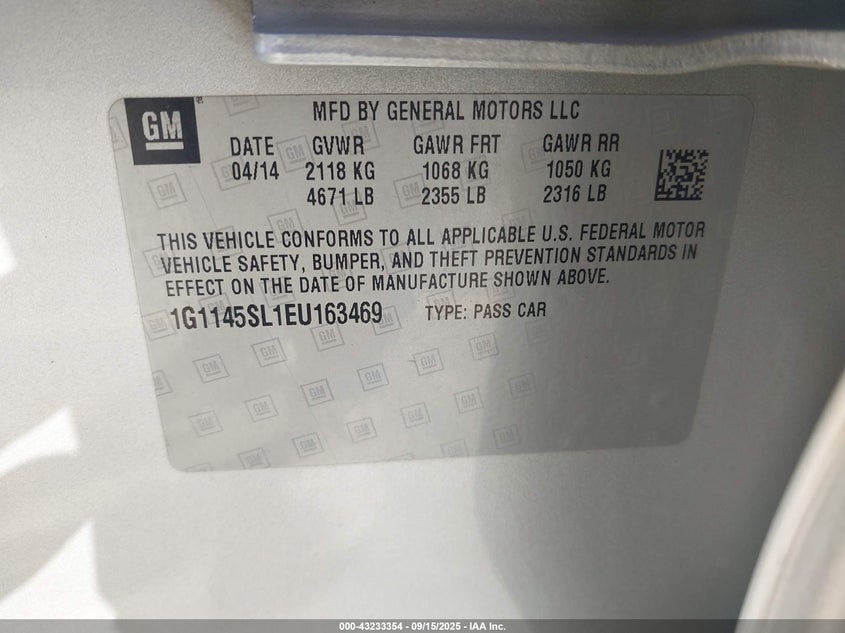 GM
MFD BY GENERAL MOTORS LLC
DATE GVWR GAWR FRT GAWR RR
04/14 2118 KG 1068 KG 1050 KG
4671 LB 2355 LB 2316 LB
THIS VEHICLE CONFORMS TO ALL APPLICABLE U.S. FEDERAL MOTOR
VEHICLE SAFETY, BUMPER, AND THEFT PREVENTION STANDARDS IN
EFFECT ON THE DATE OF MANUFACTURE SHOWN ABOVE.
1G1145SL1EU163469 TYPE: PASS CAR
000-43233354 - 09/15/2025 - IAA Inc.